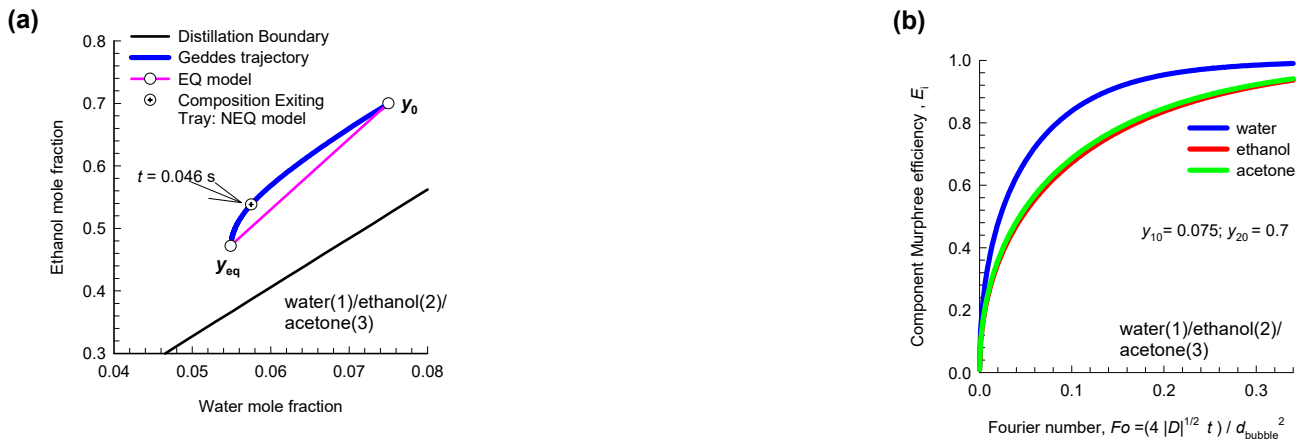 (a)
Distillation Boundary
Geddes trajectory
EQ model
Composition Exiting
Tray: NEQ model
0.8
0.7
0.6
0.5
0.4
0.3
Ethanol mole fraction
y0
t = 0.046 s
yeq
water(1)/ethanol(2)/
acetone(3)
0.04
0.05
0.06
0.07
0.08
Water mole fraction
(b)
1.0
0.8
0.6
0.4
0.2
0.0
Component Murphree efficiency , Ei
water
ethanol
acetone
y10= 0.075; y20 = 0.7
water(1)/ethanol(2)/
acetone(3)
0.0
0.1
0.2
0.3
Fourier number, Fo =(4 |D|^1/2 t ) / dbubble^2